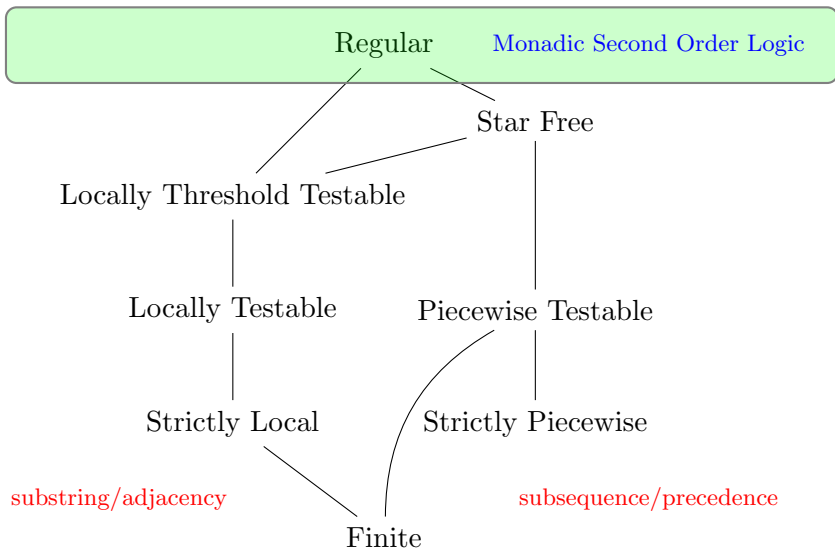 Regular Monadic Second Order Logic
Star Free
Locally Threshold Testable
Locally Testable Piecewise Testable
Strictly Local Strictly Piecewise
substring/adjacency subsequence/precedence
Finite